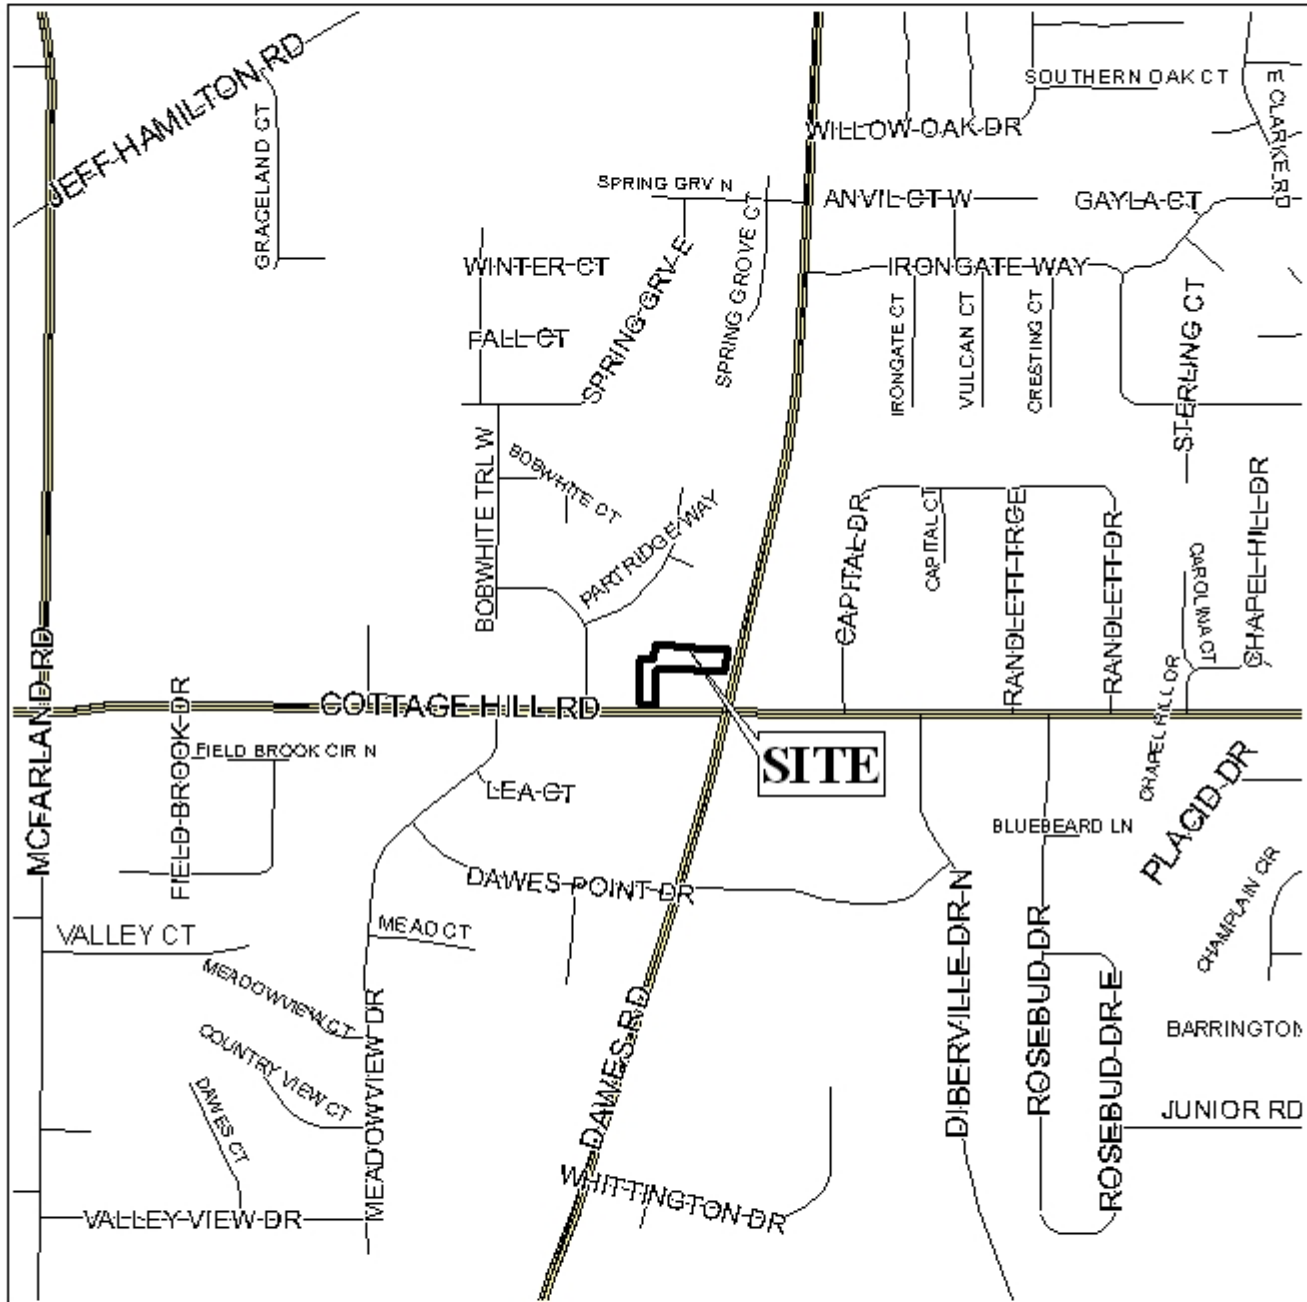 JEFF HAMILTON RD
GRACELAND CT
SOUTHERN OAK CT
E CLARKE RD
WILLOW OAK DR
SPRING GRV N
ANVIL CT W
GAYLA CT
WINTER CT
SPRING GRV E
SPRING GROVE CT
IRONGATE WAY
FALL CT
IRONGATE CT
VULCAN CT
CRESTING CT
STERLING CT
BOBWHITE TRL W
BOBWHITE CT
PARTRIDGE WAY
CAPITAL DR
CAPITAL CT
RANDLETT TRCE
RANDLETT DR
CAROLINA CT
CHAPEL HILL DR
MCFARLAND RD
FIELD BROOK DR
COTTAGE HILL RD
CHAPEL HILL DR
FIELD BROOK CIR N
SITE
LEA CT
PLACID DR
BLUEBEARD LN
DAWES POINT DR
CHAMPLAIN CIR
VALLEY CT
MEAD CT
DIBERVILLE DR N
ROSEBUD DR
MEADOWVIEW CT
MEADOWVIEW DR
DAWES RD
ROSEBUD DR E
BARRINGTON
COUNTRY VIEW CT
DAWES CT
JUNIOR RD
WHITTINGTON DR
VALLEY VIEW DR